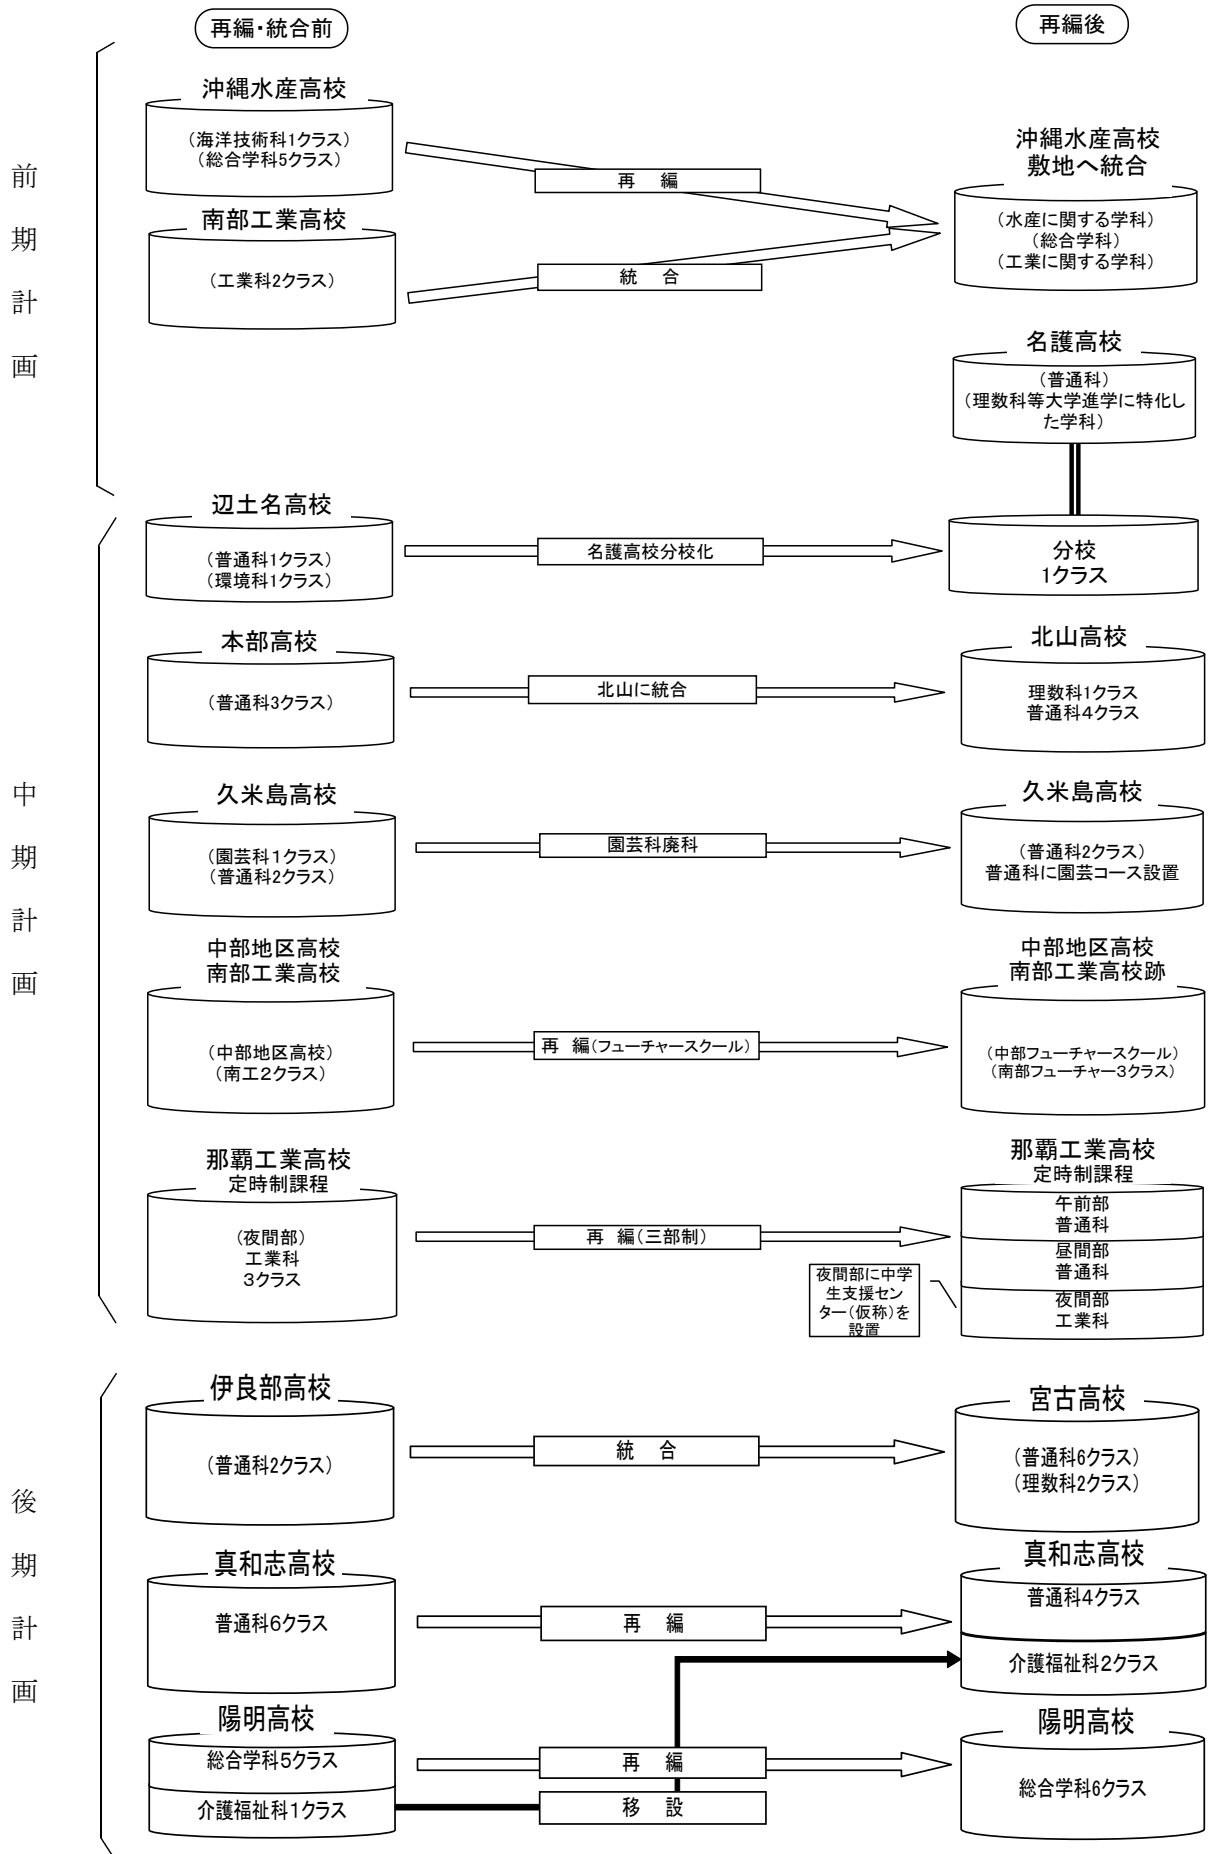 再編・統合前
再編後
前期計画
沖縄水産高校
(海洋技術科1クラス)
(総合学科5クラス)
再　編
南部工業高校
(工業科2クラス)
統　合
沖縄水産高校
敷地へ統合
(水産に関する学科)
(総合学科)
(工業に関する学科)
名護高校
(普通科)
(理数科等大学進学に特化し
た学科)
中期計画
辺土名高校
(普通科1クラス)
(環境科1クラス)
名護高校分校化
分校
1クラス
本部高校
(普通科3クラス)
北山に統合
北山高校
理数科1クラス
普通科4クラス
久米島高校
(園芸科1クラス)
(普通科2クラス)
園芸科廃科
久米島高校
(普通科2クラス)
普通科に園芸コース設置
中部地区高校
南部工業高校
(中部地区高校)
(南工2クラス)
再　編(フューチャースクール)
中部地区高校
南部工業高校跡
(中部フューチャースクール)
(南部フューチャー3クラス)
那覇工業高校
定時制課程
(夜間部)
工業科
3クラス
再　編(三部制)
那覇工業高校
定時制課程
午前部
普通科
昼間部
普通科
夜間部
工業科
夜間部に中学
生支援セン
ター(仮称)を
設置
後期計画
伊良部高校
(普通科2クラス)
統　合
宮古高校
(普通科6クラス)
(理数科2クラス)
真和志高校
普通科6クラス
再　編
真和志高校
普通科4クラス
介護福祉科2クラス
陽明高校
総合学科5クラス
介護福祉科1クラス
再　編
移　設
陽明高校
総合学科6クラス